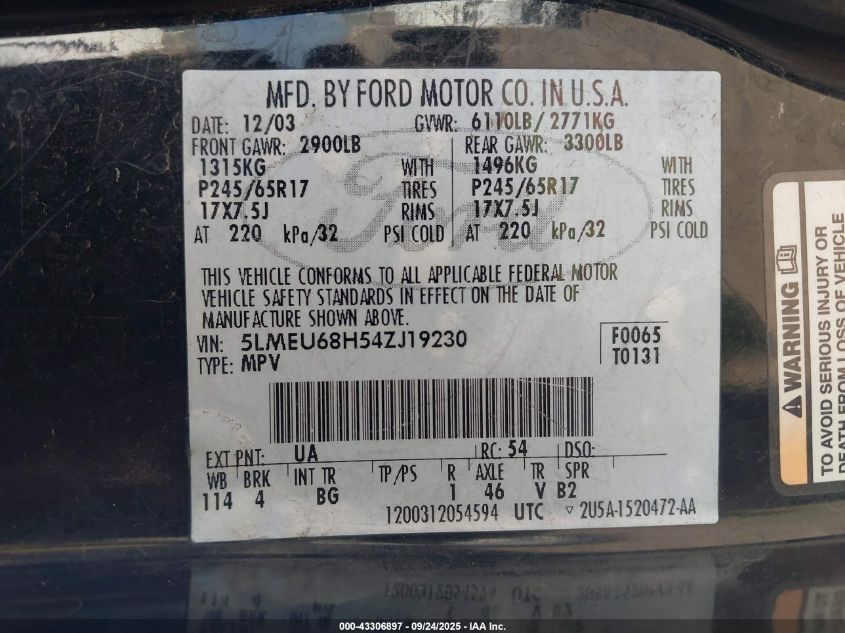 MFD. BY FORD MOTOR CO. IN U.S.A.
DATE: 12/03 GVWR: 6110LB/2771KG
FRONT GAWR: 2900LB REAR GAWR: 3300LB
1315KG WITH 1496KG WITH
P245/65R17 TIRES P245/65R17 TIRES
17X7.5J RIMS 17X7.5J RIMS
AT 220 kPa/32 PSI COLD AT 220 kPa/32 PSI COLD
Ford
THIS VEHICLE CONFORMS TO ALL APPLICABLE FEDERAL MOTOR
VEHICLE SAFETY STANDARDS IN EFFECT ON THE DATE OF
MANUFACTURE SHOWN ABOVE.
VIN: 5LMEU68H54ZJ19230 F0065
TYPE: MPV T0131
EXT PNT: UA RC: 54 DSO:
WB BRK INT TR TP/PS R AXLE TR SPR
114 4 BG 1 46 V B2
1200312054594 UTC ▽ 2U5A-1520472-AA
WARNING
TO AVOID SERIOUS INJURY OR
DEATH FROM LOSS OF VEHICLE
000-43306897 - 09/24/2025 - IAA Inc.